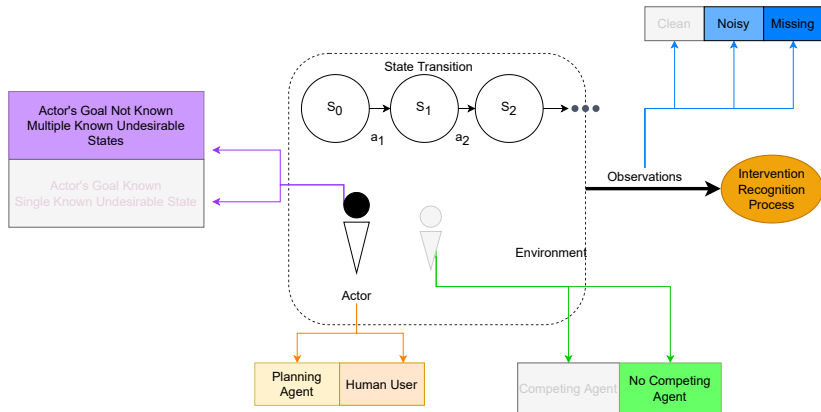 Clean
Noisy
Missing
State Transition
S0
S1
S2
a1
a2
Actor's Goal Not Known
Multiple Known Undesirable
States
Actor's Goal Known
Single Known Undesirable State
Observations
Intervention
Recognition
Process
Environment
Actor
Planning
Agent
Human User
Competing Agent
No Competing
Agent